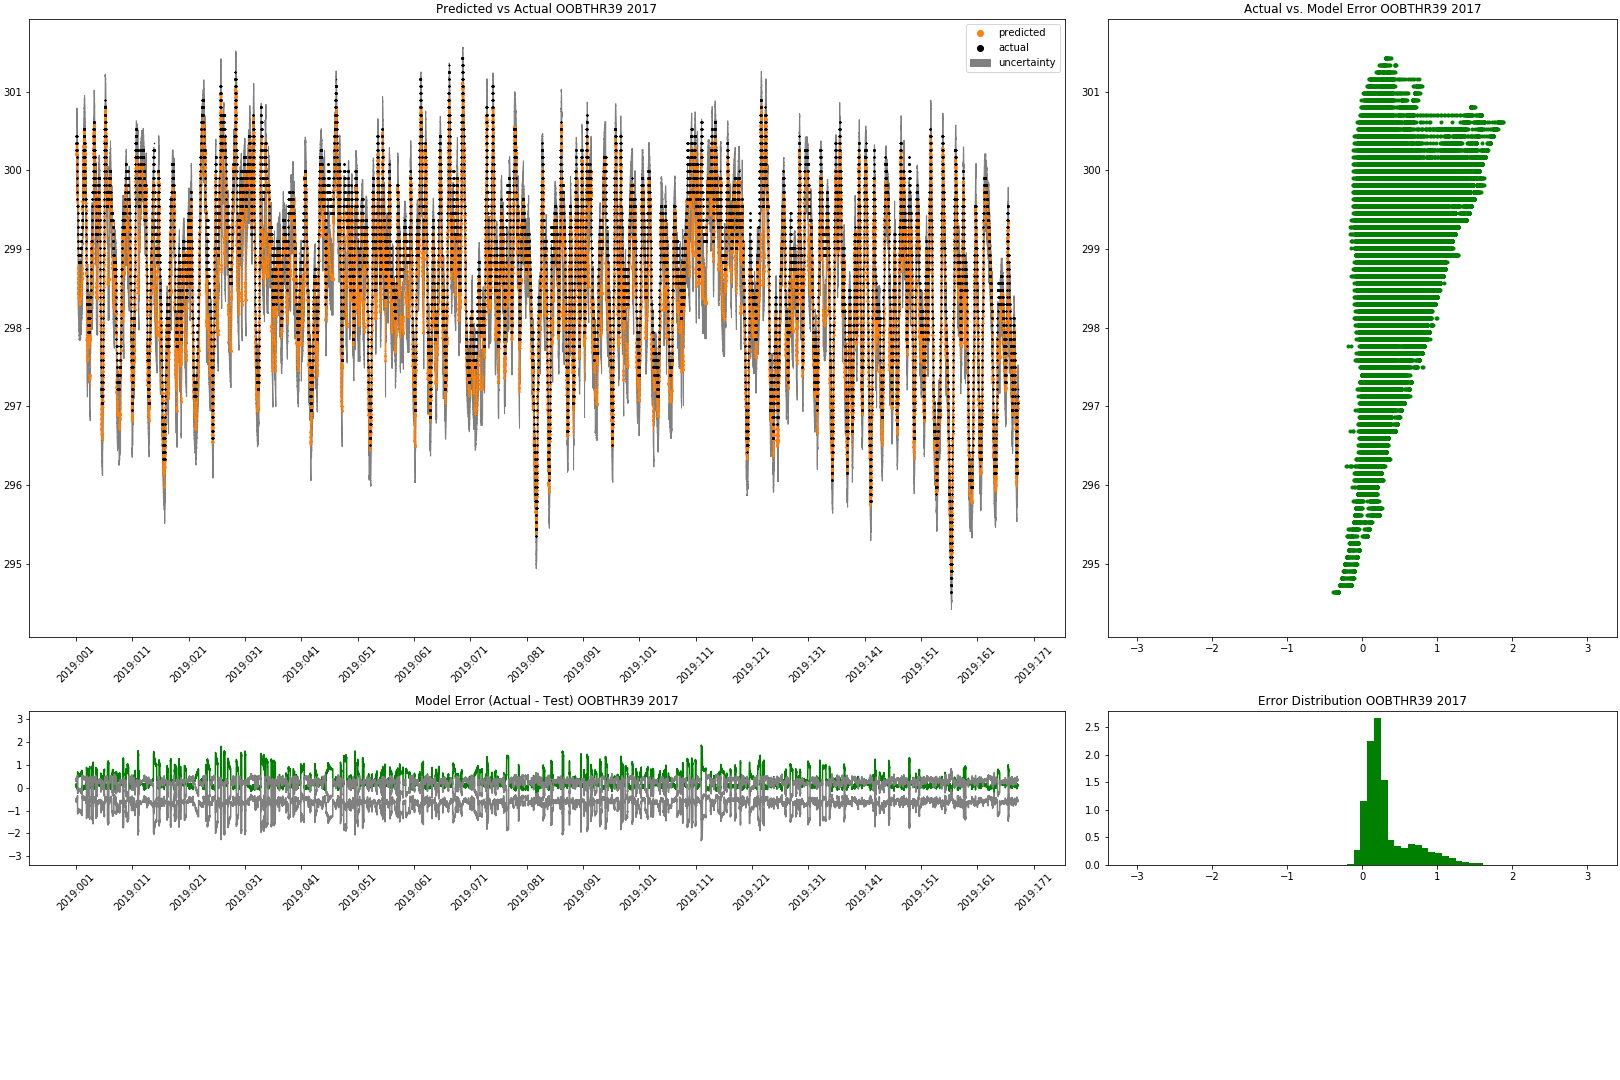 Predicted vs Actual OOBTHR39 2017
predicted
actual
uncertainty
301
300
299
298
297
296
295
2019:001 2019:011 2019:021 2019:031 2019:041 2019:051 2019:061 2019:071 2019:081 2019:091 2019:101 2019:111 2019:121 2019:131 2019:141 2019:151 2019:161 2019:171
Actual vs. Model Error OOBTHR39 2017
301
300
299
298
297
296
295
−3 −2 −1 0 1 2 3
Model Error (Actual - Test) OOBTHR39 2017
3
2
1
0
−1
−2
−3
2019:001 2019:011 2019:021 2019:031 2019:041 2019:051 2019:061 2019:071 2019:081 2019:091 2019:101 2019:111 2019:121 2019:131 2019:141 2019:151 2019:161 2019:171
Error Distribution OOBTHR39 2017
2.5
2.0
1.5
1.0
0.5
0.0
−3 −2 −1 0 1 2 3